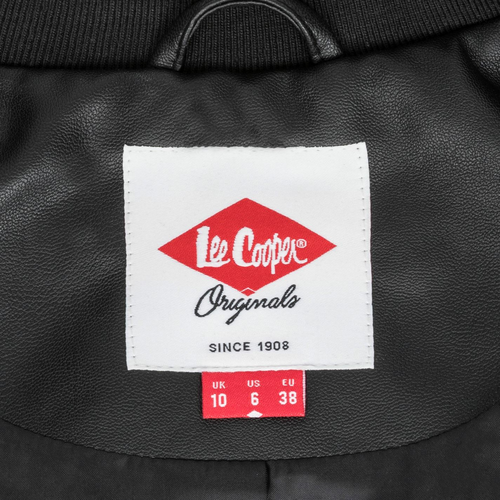 Lee Cooper®
Originals
SINCE 1908
UK US EU
10 6 38